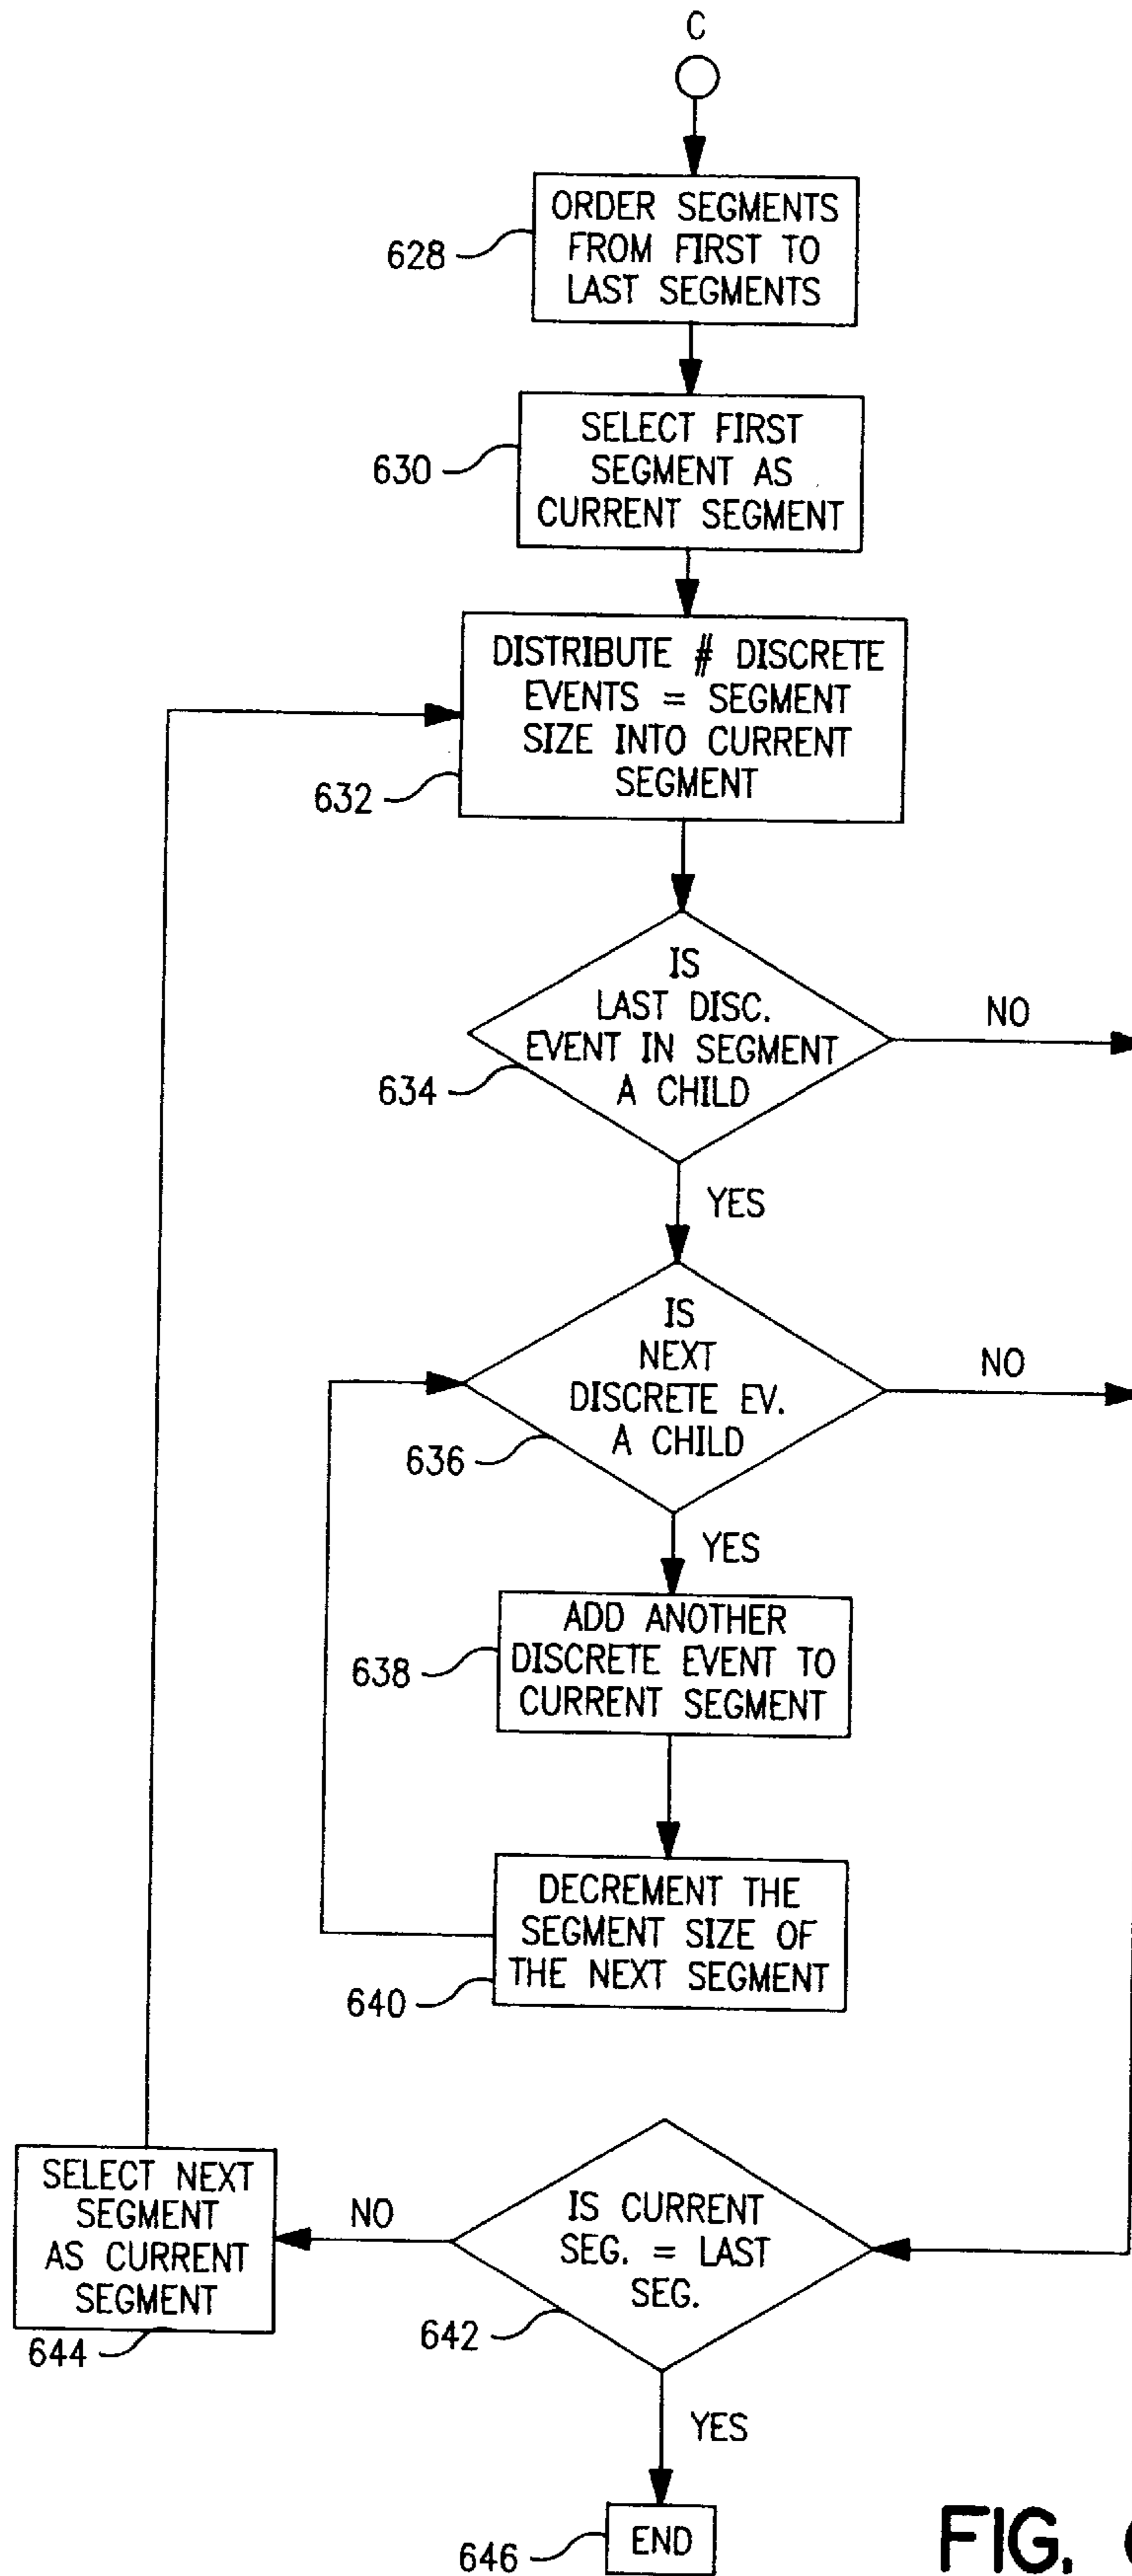 C
ORDER SEGMENTS
FROM FIRST TO
LAST SEGMENTS
628
SELECT FIRST
SEGMENT AS
CURRENT SEGMENT
630
DISTRIBUTE # DISCRETE
EVENTS = SEGMENT
SIZE INTO CURRENT
SEGMENT
632
IS
LAST DISC.
EVENT IN SEGMENT
A CHILD
634
NO
YES
IS
NEXT
DISCRETE EV.
A CHILD
636
NO
YES
ADD ANOTHER
DISCRETE EVENT TO
CURRENT SEGMENT
638
DECREMENT THE
SEGMENT SIZE OF
THE NEXT SEGMENT
640
SELECT NEXT
SEGMENT
AS CURRENT
SEGMENT
644
NO
IS CURRENT
SEG. = LAST
SEG.
642
YES
END
646
FIG.